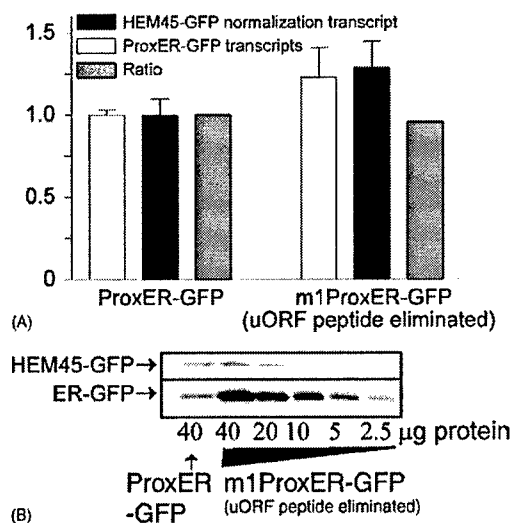 1.5
1.0
0.5
0
HEM45-GFP normalization transcript
ProxER-GFP transcripts
Ratio
ProxER-GFP
m1ProxER-GFP
(uORF peptide eliminated)
(A)
HEM45-GFP→
ER-GFP→
40 40 20 10 5 2.5 μg protein
ProxER
-GFP
m1ProxER-GFP
(uORF peptide eliminated)
(B)